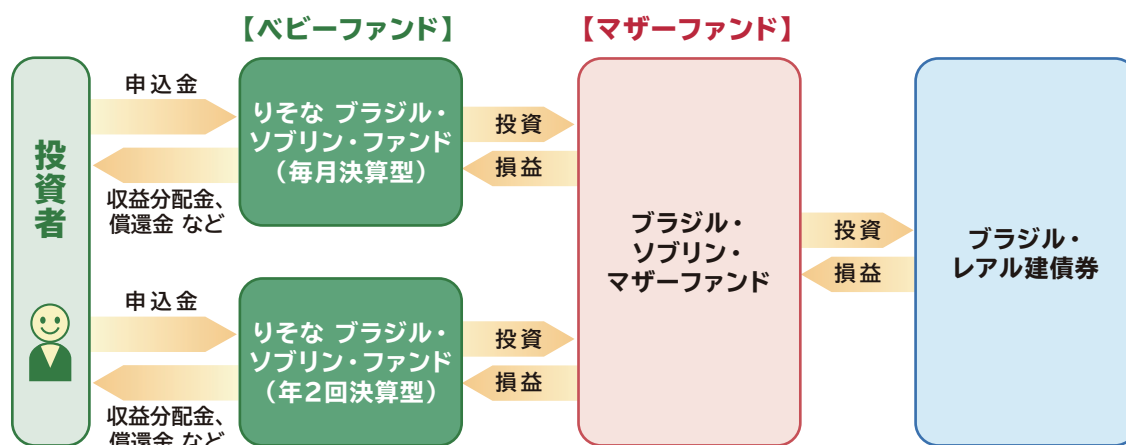 【ベビーファンド】
【マザーファンド】
投資者
申込金
収益分配金、
償還金 など
りそな ブラジル・
ソブリン・ファンド
(毎月決算型)
投資
損益
申込金
収益分配金、
償還金 など
りそな ブラジル・
ソブリン・ファンド
(年2回決算型)
投資
損益
ブラジル・
ソブリン・
マザーファンド
投資
損益
ブラジル・
レアル建債券